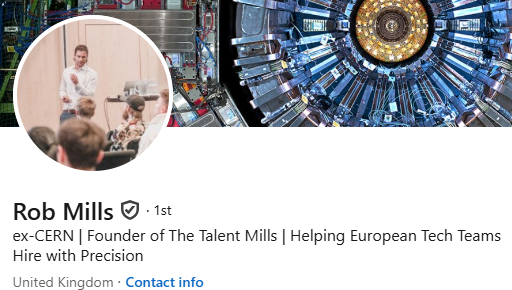 Rob Mills · 1st
ex-CERN | Founder of The Talent Mills | Helping European Tech Teams
Hire with Precision
United Kingdom · Contact info